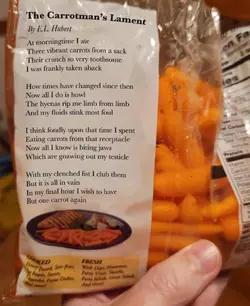 The Carrotman's Lament
By E.L. Hubert
At morningtime I ate
Three vibrant carrots from a sack
Their crunch so very toothsome
I was frankly taken aback
How times have changed since then
Now all I do is howl
The hyenas rip me limb from limb
And my fluids stink most foul
I think fondly upon that time I spent
Eating carrots from that receptacle
Now all I know is biting jaws
Which are gnawing out my testicle
With my clenched fist I club them
But it is all in vain
In my final hour I wish to have
But one carrot again
FRESH